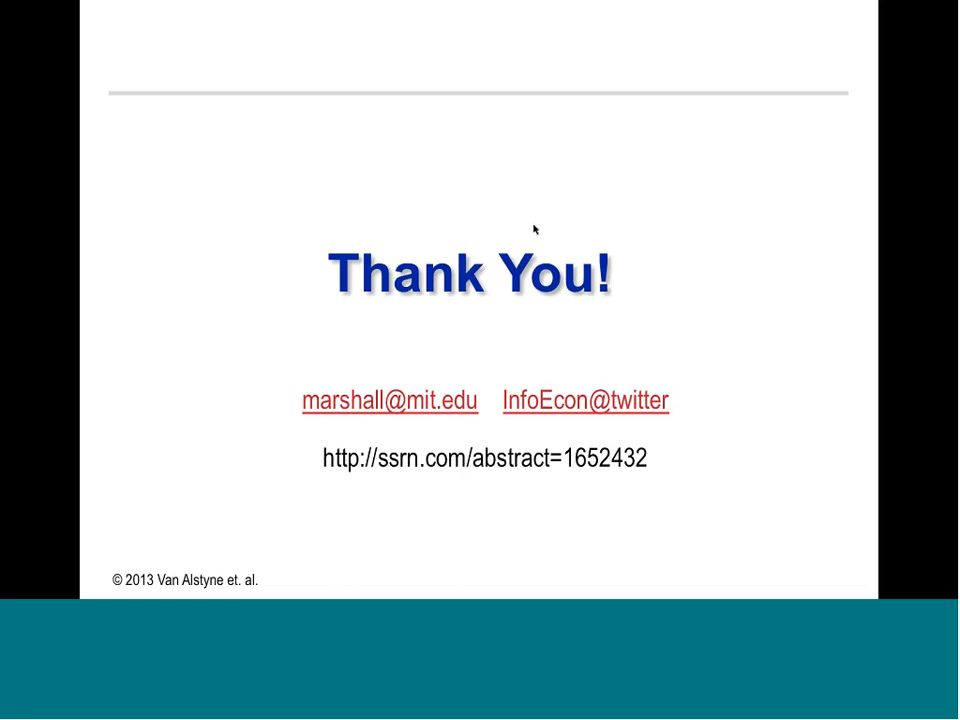 Thank You!
marshall@mit.edu InfoEcon@twitter
http://ssrn.com/abstract=1652432
© 2013 Van Alstyne et. al.